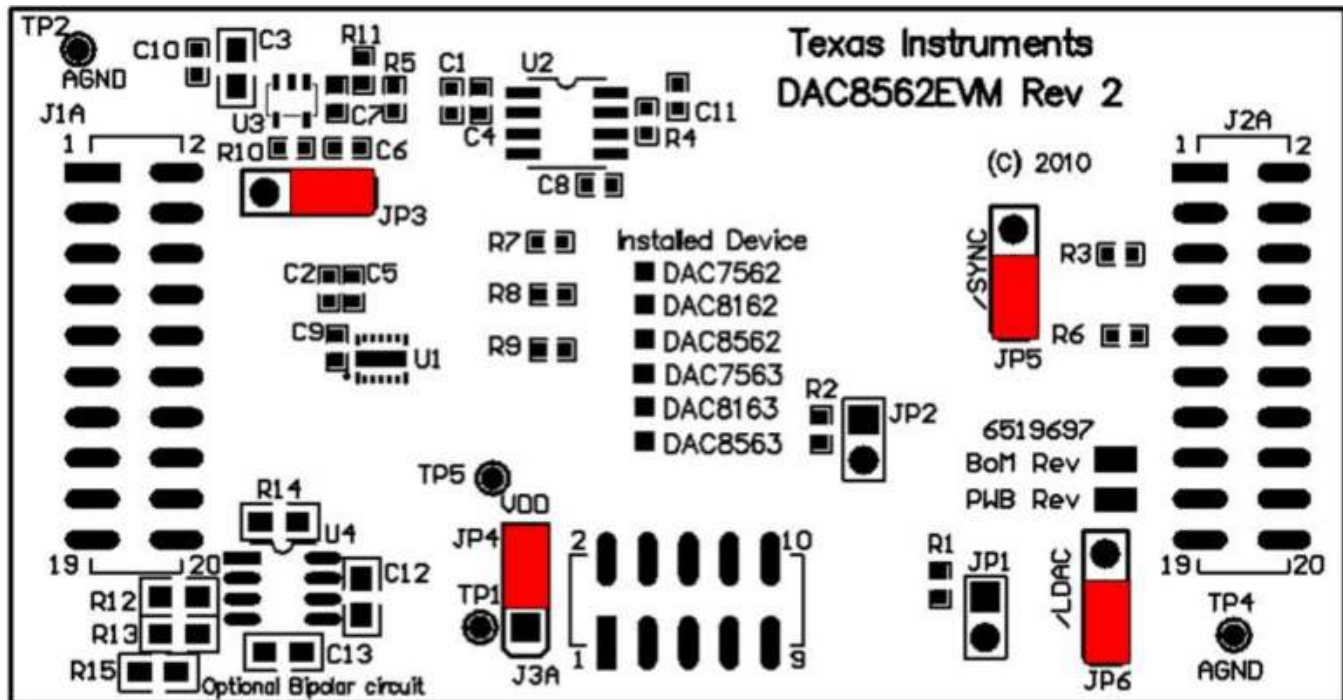 TP2
AGND
C10
C3
R11
R5
C7
U3
R10
C6
JP3
C1
C4
U2
C11
R4
C8
Texas Instruments
DAC8562EVM Rev 2
(C) 2010
J1A
1
2
19
20
J2A
1
2
19
20
/SYNC
JP5
R3
R6
R7
R8
R9
Installed Device
DAC7562
DAC8162
DAC8562
DAC7563
DAC8163
DAC8563
C2
C5
C9
U1
R2
JP2
6519697
BoM Rev
PWB Rev
TP5
VDD
JP4
TP1
J3A
2
10
1
9
R14
U4
C12
R12
R13
R15
C13
Optional Bipolar circuit
R1
JP1
/LDAC
JP6
TP4
AGND